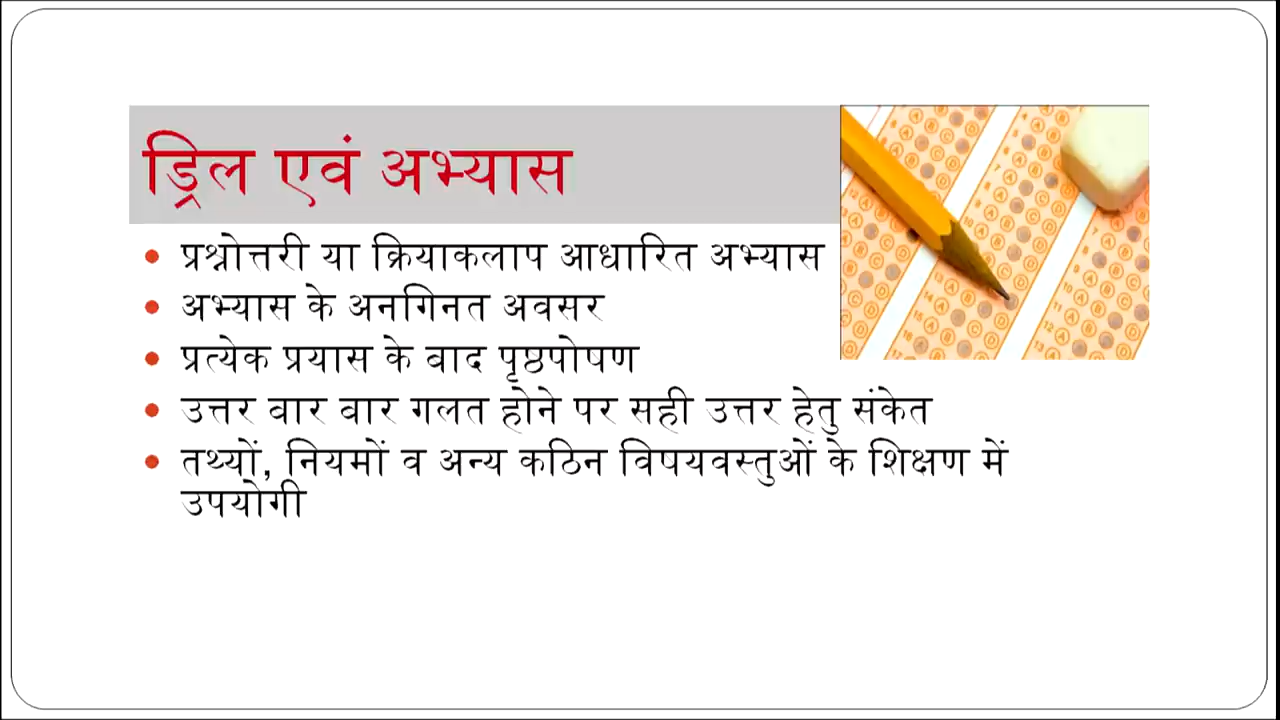 ड्रिल एवं अभ्यास
प्रश्नोत्तरी या क्रियाकलाप आधारित अभ्यास
अभ्यास के अनगिनत अवसर
प्रत्येक प्रयास के बाद पृष्ठपोषण
उत्तर बार बार गलत होने पर सही उत्तर हेतु संकेत
तथ्यों, नियमों व अन्य कठिन विषयवस्तुओं के शिक्षण में
उपयोगी